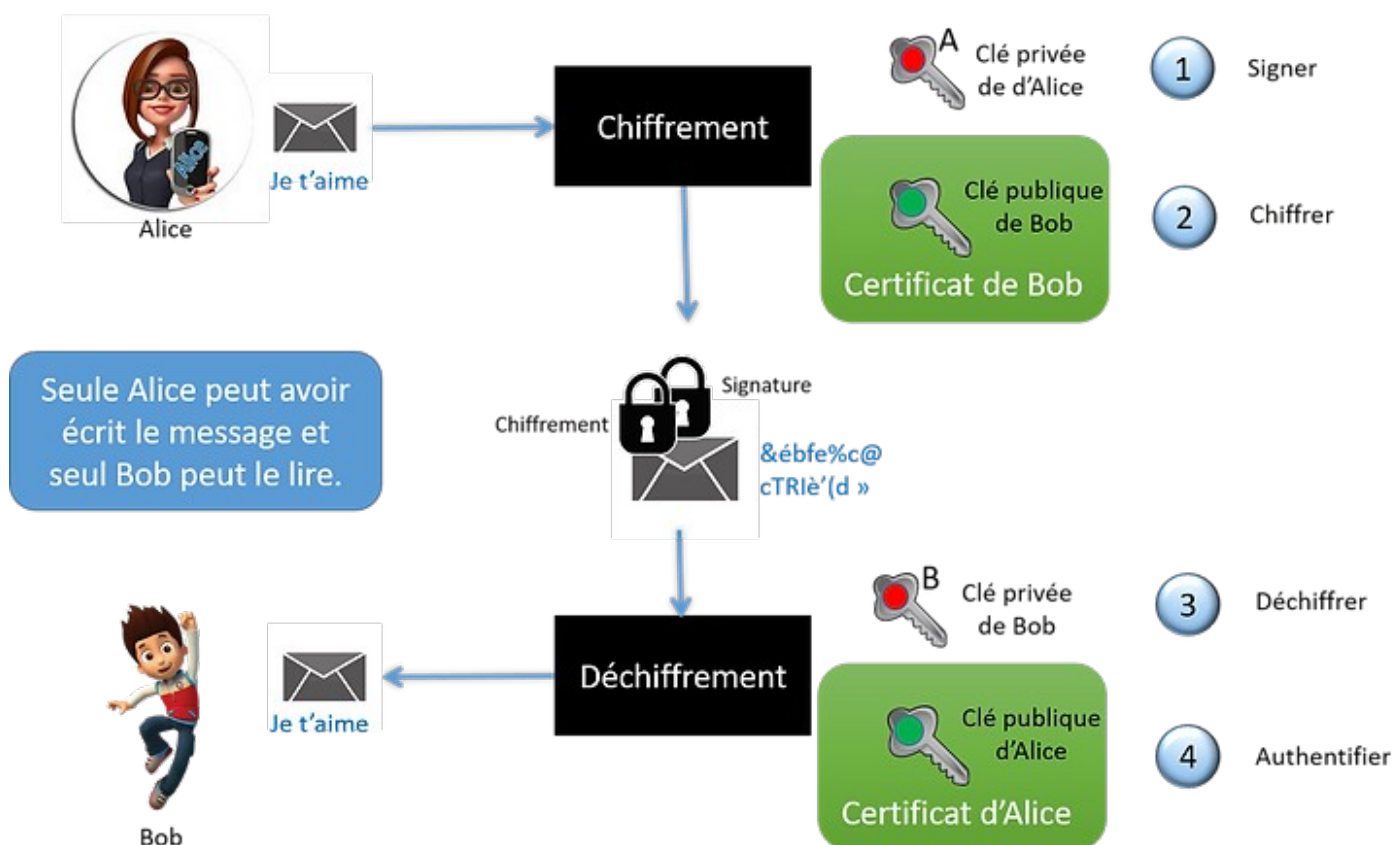 A
Clé privée
de d'Alice
1
Signer
Alice
Je t'aime
Alice
Chiffrement
Clé publique
de Bob
Certificat de Bob
2
Chiffrer
Seule Alice peut avoir
écrit le message et
seul Bob peut le lire.
Signature
Chiffrement
&ébfe%c@
cTRIè'(d »
B
Clé privée
de Bob
3
Déchiffrer
Déchiffrement
Je t'aime
Bob
Clé publique
d'Alice
Certificat d'Alice
4
Authentifier